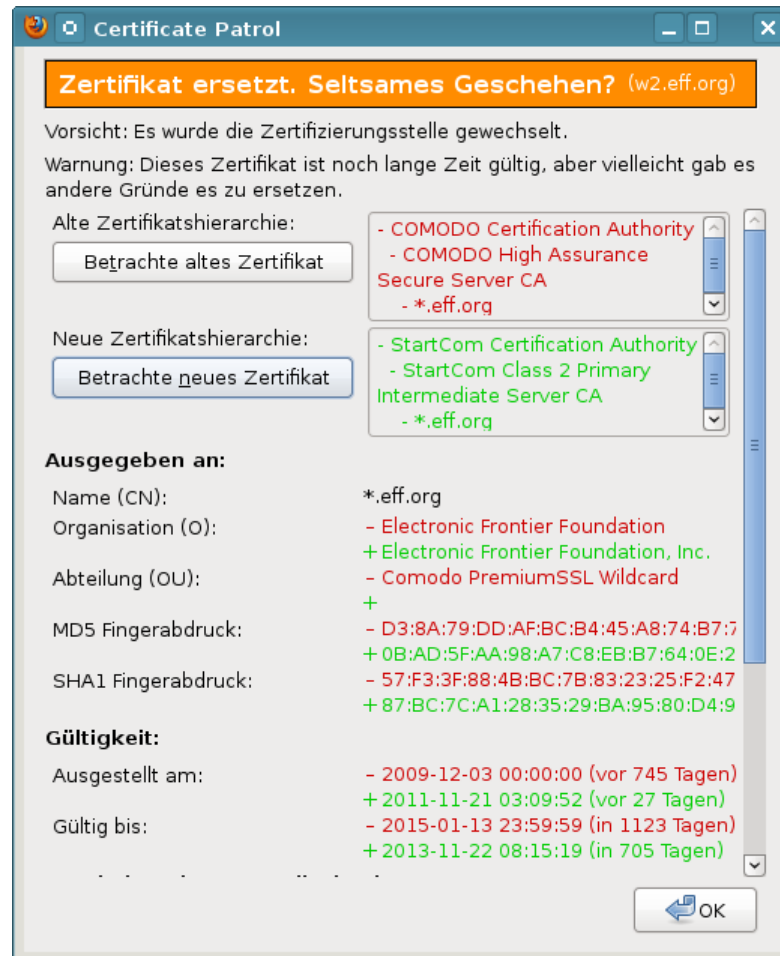 Certificate Patrol
Zertifikat ersetzt. Seltsames Geschehen? (w2.eff.org)
Vorsicht: Es wurde die Zertifizierungsstelle gewechselt.
Warnung: Dieses Zertifikat ist noch lange Zeit gültig, aber vielleicht gab es
andere Gründe es zu ersetzen.
Alte Zertifikatshierarchie:
Betrachte altes Zertifikat
- COMODO Certification Authority
- COMODO High Assurance
Secure Server CA
- *.eff.org
Neue Zertifikatshierarchie:
Betrachte neues Zertifikat
- StartCom Certification Authority
- StartCom Class 2 Primary
Intermediate Server CA
- *.eff.org
Ausgegeben an:
Name (CN): *.eff.org
Organisation (O): – Electronic Frontier Foundation
+ Electronic Frontier Foundation, Inc.
Abteilung (OU): – Comodo PremiumSSL Wildcard
+
MD5 Fingerabdruck: – D3:8A:79:DD:AF:BC:B4:45:A8:74:B7:7
+ 0B:AD:5F:AA:98:A7:C8:EB:B7:64:0E:2
SHA1 Fingerabdruck: – 57:F3:3F:88:4B:BC:7B:83:23:25:F2:47
+ 87:BC:7C:A1:28:35:29:BA:95:80:D4:9
Gültigkeit:
Ausgestellt am: – 2009-12-03 00:00:00 (vor 745 Tagen)
+ 2011-11-21 03:09:52 (vor 27 Tagen)
Gültig bis: – 2015-01-13 23:59:59 (in 1123 Tagen)
+ 2013-11-22 08:15:19 (in 705 Tagen)
OK